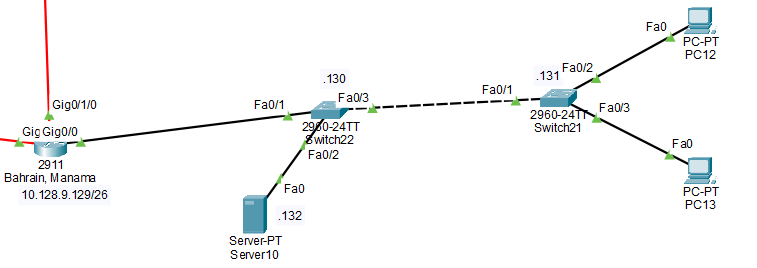 Fa0
PC-PT
PC12
Fa0/2
.130
.131
Fa0/3
Fa0/1
Gig0/1/0
Fa0/1
2960-24TT
Switch22
2960-24TT
Switch21
Fa0/3
Gig0/0
Fa0/2
Fa0
2911
Bahrain, Manama
10.128.9.129/26
Fa0
.132
PC-PT
PC13
Server-PT
Server10